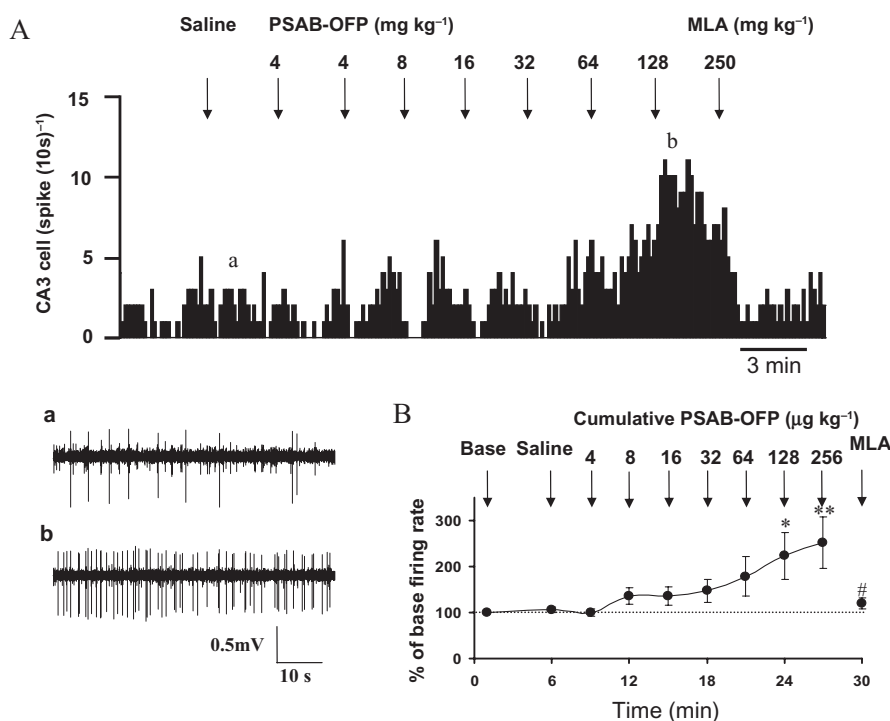 A
Saline PSAB-OFP (mg kg⁻¹) MLA (mg kg⁻¹)
4 4 8 16 32 64 128 250
15
10
5
0
CA3 cell (spike (10s)⁻¹)
a
b
3 min
a
b
0.5mV
10 s
B
Cumulative PSAB-OFP (μg kg⁻¹)
Base Saline 4 8 16 32 64 128 256 MLA
300
200
100
0
% of base firing rate
* ** #
0 6 12 18 24 30
Time (min)